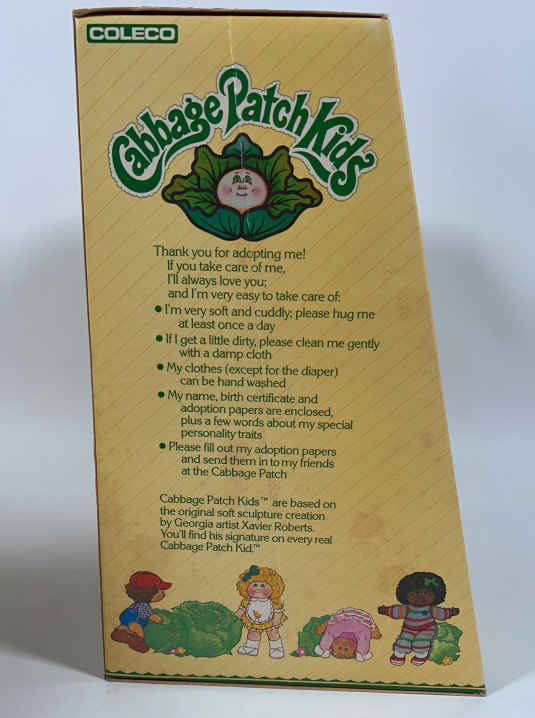 COLECO
Cabbage Patch Kids
Thank you for adopting me!
If you take care of me,
I'll always love you;
and I'm very easy to take care of:
• I'm very soft and cuddly; please hug me
at least once a day
• If I get a little dirty, please clean me gently
with a damp cloth
• My clothes (except for the diaper)
can be hand washed
• My name, birth certificate and
adoption papers are enclosed,
plus a few words about my special
personality traits
• Please fill out my adoption papers
and send them in to my friends
at the Cabbage Patch
Cabbage Patch Kids™ are based on
the original soft sculpture creation
by Georgia artist Xavier Roberts.
You'll find his signature on every real
Cabbage Patch Kid.™